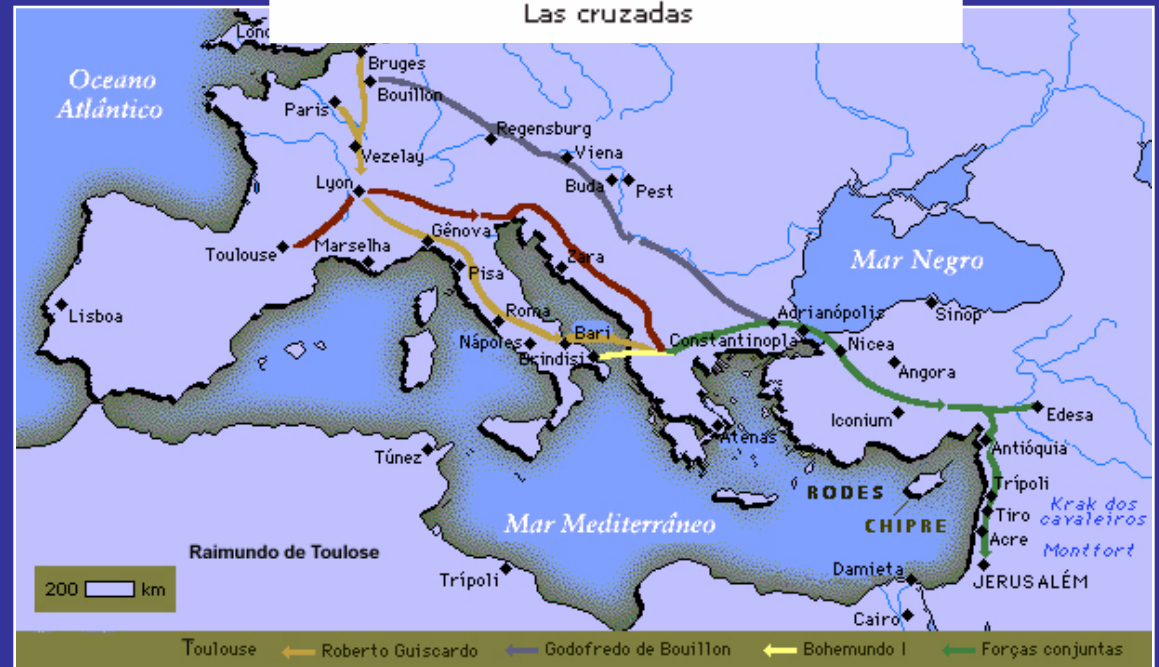 Las cruzadas
Lond
Oceano
Atlântico
Bruges
Bouillon
Paris
Regensburg
Vezelay
Viena
Buda
Pest
Lyon
Toulouse
Marselha
Gênova
Pisa
Zara
Mar Negro
Lisboa
Roma
Nápoles
Bari
Brindisi
Constantinopla
Adrianópolis
Sinop
Nicea
Angora
Iconium
Edesa
Atenas
Antióquia
Túnez
RODES
CHIPRE
Trípoli
Tiro
Krak dos
cavaleiros
Acre
Montfort
Mar Mediterrâneo
Raimundo de Toulose
Trípoli
Damieta
JERUSALÉM
Cairo
200 km
Toulouse Roberto Guiscardo Godofredo de Bouillon Bohemundo I Forças conjuntas